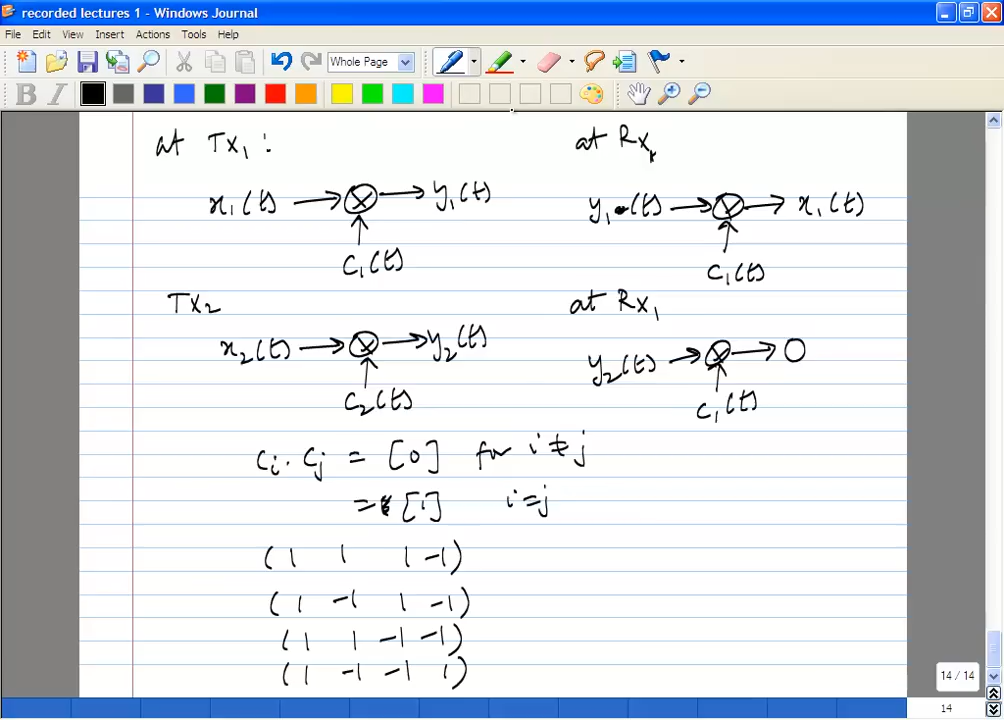 recorded lectures 1 - Windows Journal
File Edit View Insert Actions Tools Help
Whole Page
B I
at Tx₁ : at Rx₁
x₁(t) → ⊗ → y₁(t) y₁(t) → ⊗ → x₁(t)
↑ ↑
c₁(t) c₁(t)
Tx₂ at Rx₁
x₂(t) → ⊗ → y₂(t) y₂(t) → ⊗ → 0
↑ ↑
c₂(t) c₁(t)
cᵢ . cⱼ = [0] for i ≠ j
= [1] i = j
(1 1 1 -1)
(1 -1 1 -1)
(1 1 -1 -1)
(1 -1 -1 1)
14 / 14
14